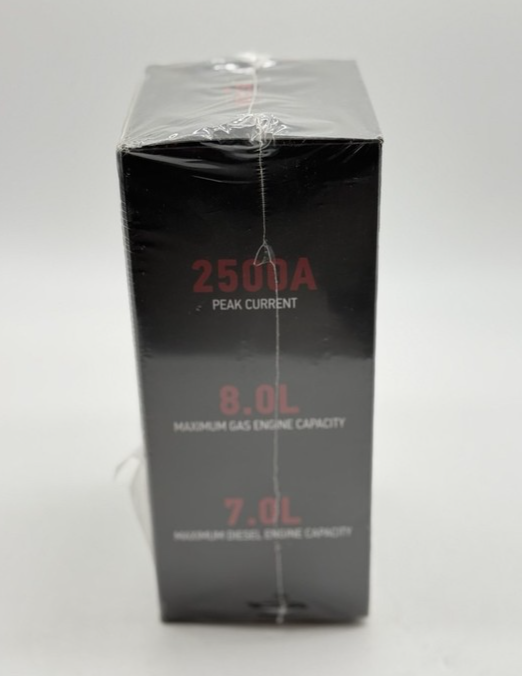 2500A
PEAK CURRENT
8.0L
MAXIMUM GAS ENGINE CAPACITY
7.0L
MAXIMUM DIESEL ENGINE CAPACITY